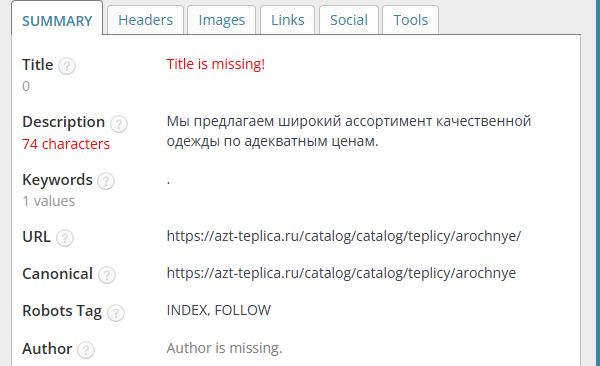 SUMMARY Headers Images Links Social Tools
Title ? Title is missing!
0
Description ? Мы предлагаем широкий ассортимент качественной
74 characters одежды по адекватным ценам.
Keywords ? .
1 values
URL ? https://azt-teplica.ru/catalog/catalog/teplicy/arochnye/
Canonical ? https://azt-teplica.ru/catalog/catalog/teplicy/arochnye
Robots Tag ? INDEX, FOLLOW
Author ? Author is missing.